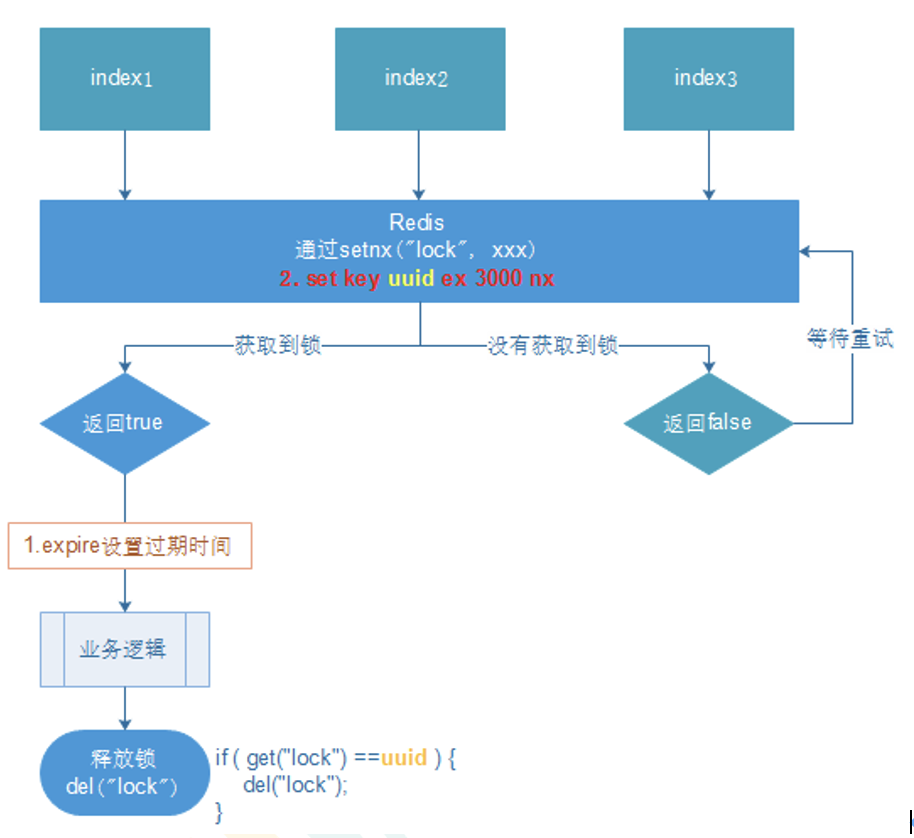 index1
index2
index3
Redis
通过setnx("lock", xxx)
2. set key uuid ex 3000 nx
获取到锁
没有获取到锁
等待重试
返回true
返回false
1.expire设置过期时间
业务逻辑
释放锁
del("lock")
if ( get("lock") ==uuid ) {
del("lock");
}